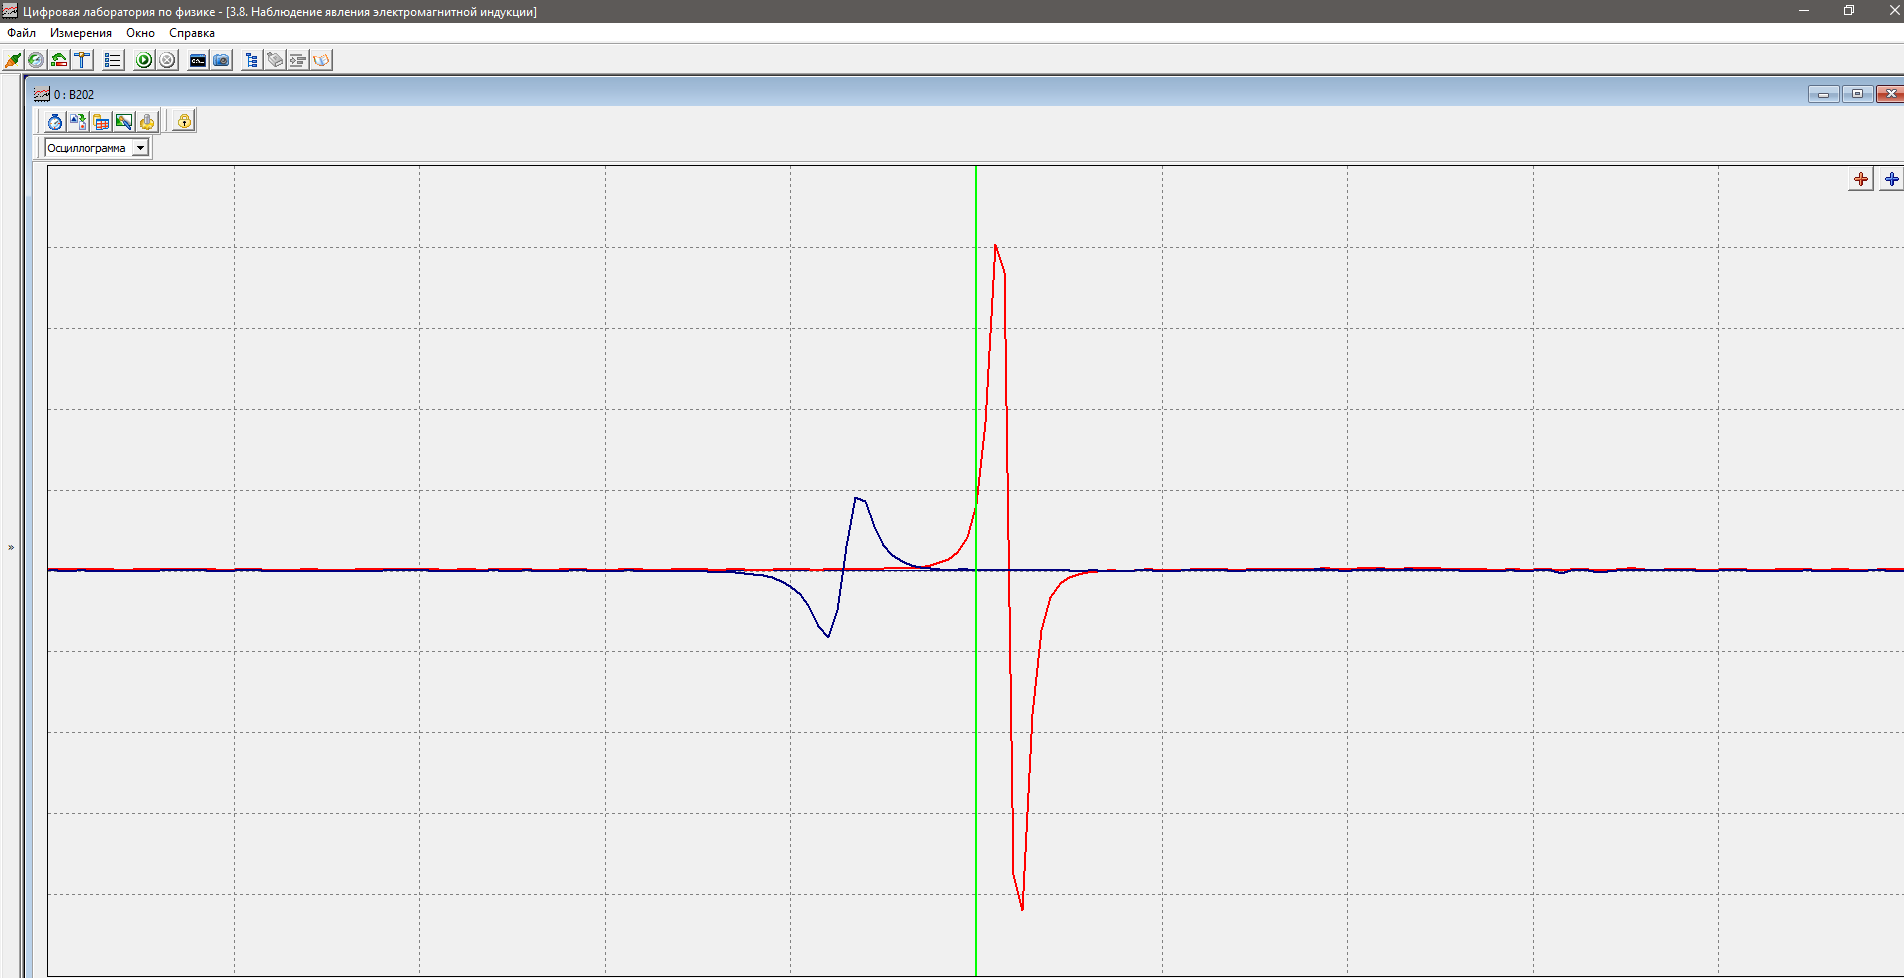 Цифровая лаборатория по физике - [3.8. Наблюдение явления электромагнитной индукции]
Файл Измерения Окно Справка
0 : B202
Осциллограмма
»